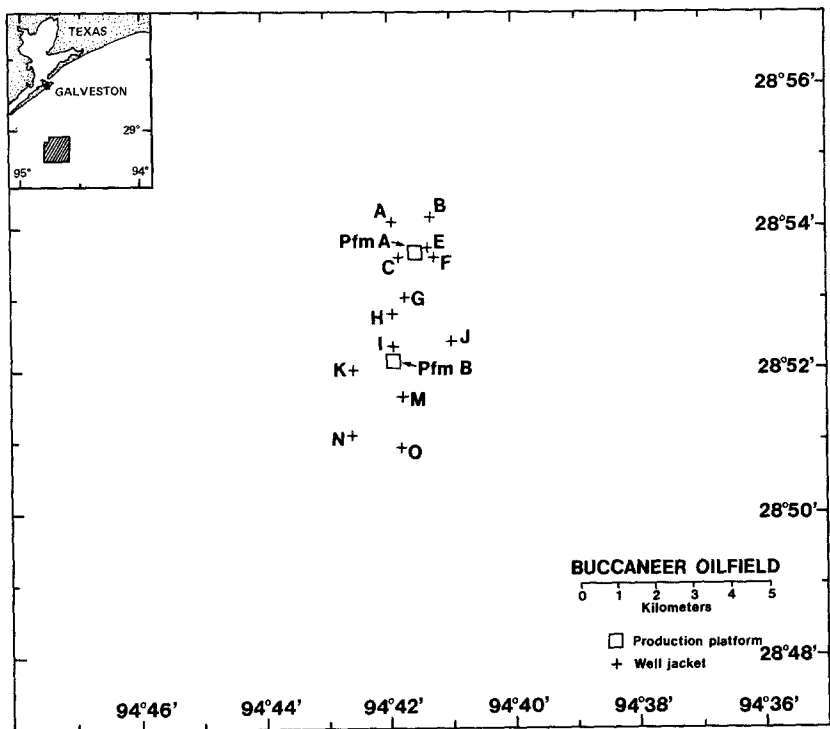 TEXAS
GALVESTON
29°
95°
94°
28°56'
A
B
28°54'
Pfm A
E
C
F
G
H
J
I
28°52'
K
Pfm B
M
N
O
28°50'
BUCCANEER OILFIELD
0 1 2 3 4 5
Kilometers
Production platform
Well jacket
28°48'
94°46' 94°44' 94°42' 94°40' 94°38' 94°36'